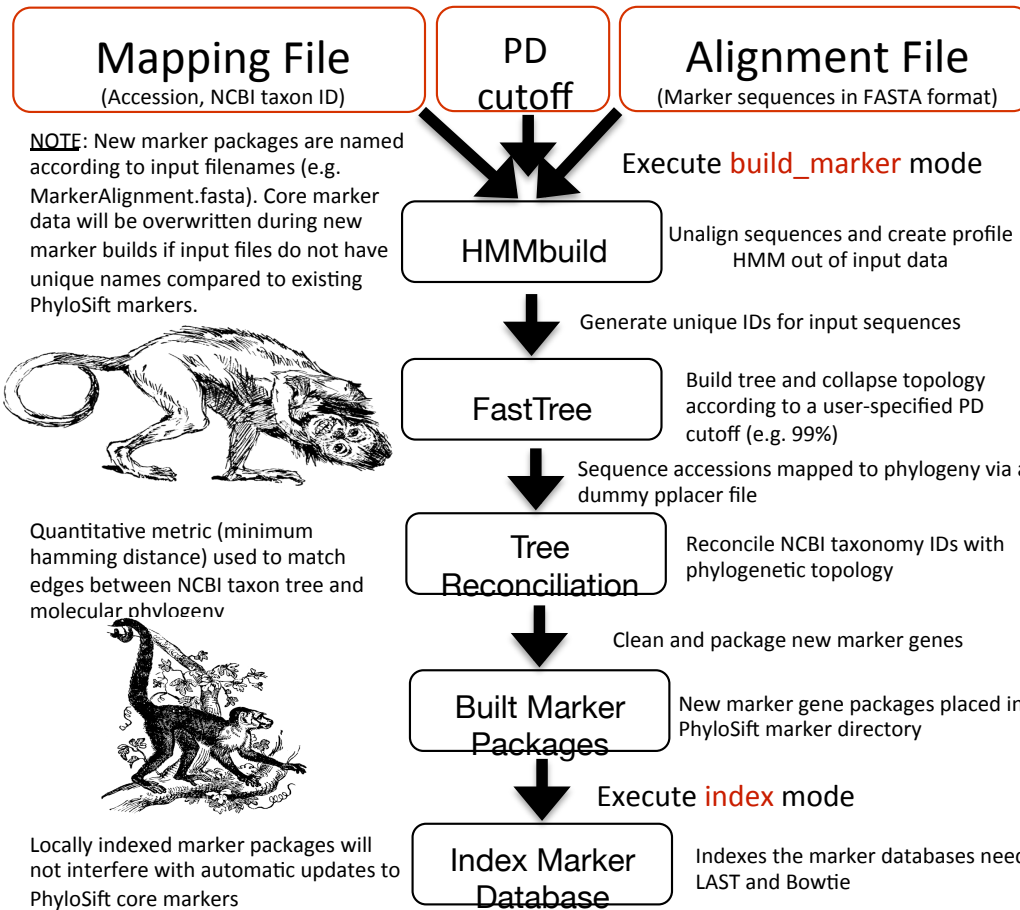 Mapping File
(Accession, NCBI taxon ID)
PD
cutoff
Alignment File
(Marker sequences in FASTA format)
NOTE: New marker packages are named
according to input filenames (e.g.
MarkerAlignment.fasta). Core marker
data will be overwritten during new
marker builds if input files do not have
unique names compared to existing
PhyloSift markers.
Execute build_marker mode
HMMbuild
Unalign sequences and create profile
HMM out of input data
Generate unique IDs for input sequences
FastTree
Build tree and collapse topology
according to a user-specified PD
cutoff (e.g. 99%)
Sequence accessions mapped to phylogeny via a
dummy pplacer file
Quantitative metric (minimum
hamming distance) used to match
edges between NCBI taxon tree and
molecular phylogeny
Tree
Reconciliation
Reconcile NCBI taxonomy IDs with
phylogenetic topology
Clean and package new marker genes
Built Marker
Packages
New marker gene packages placed in
PhyloSift marker directory
Execute index mode
Locally indexed marker packages will
not interfere with automatic updates to
PhyloSift core markers
Index Marker
Database
Indexes the marker databases need
LAST and Bowtie